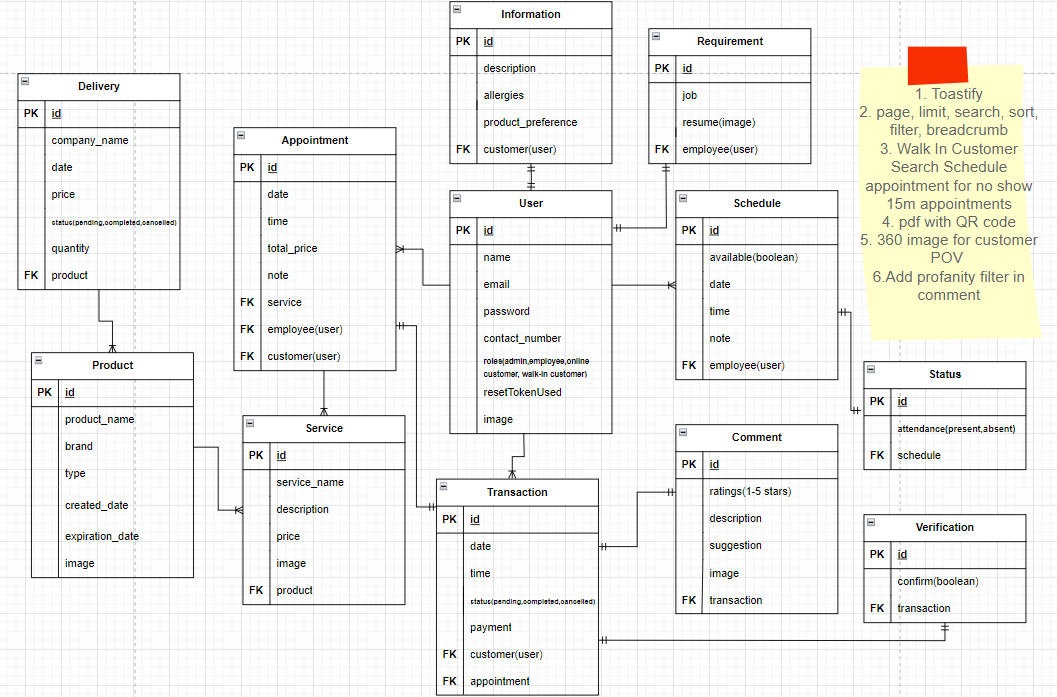 Information
PK id
description
allergies
product_preference
FK customer(user)
Requirement
PK id
job
resume(image)
FK employee(user)
1. Toastify
2. page, limit, search, sort,
filter, breadcrumb
3. Walk In Customer
Search Schedule
appointment for no show
15m appointments
4. pdf with QR code
5. 360 image for customer
POV
6.Add profanity filter in
comment
Delivery
PK id
company_name
date
price
status(pending,completed,cancelled)
quantity
FK product
Appointment
PK id
date
time
total_price
note
FK service
FK employee(user)
FK customer(user)
User
PK id
name
email
password
contact_number
roles(admin,employee,online
customer, walk-in customer)
resetTokenUsed
image
Schedule
PK id
available(boolean)
date
time
note
FK employee(user)
Product
PK id
product_name
brand
type
created_date
expiration_date
image
Service
PK id
service_name
description
price
image
FK product
Status
PK id
attendance(present,absent)
FK schedule
Transaction
PK id
date
time
status(pending,completed,cancelled)
payment
FK customer(user)
FK appointment
Comment
PK id
ratings(1-5 stars)
description
suggestion
image
FK transaction
Verification
PK id
confirm(boolean)
FK transaction